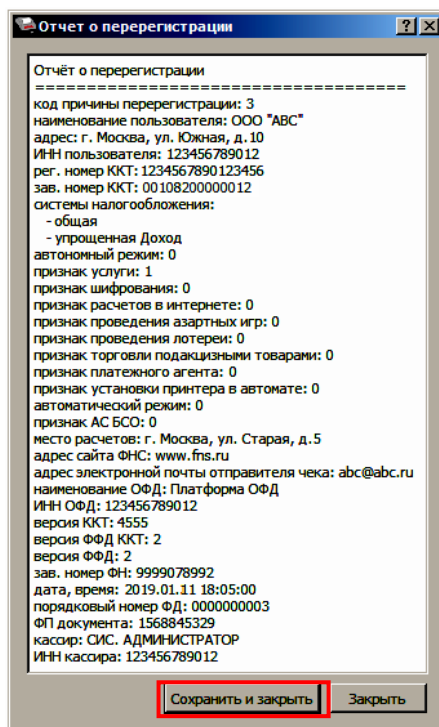 Отчет о перерегистрации
Отчёт о перерегистрации
====================================
код причины перерегистрации: 3
наименование пользователя: ООО "АВС"
адрес: г. Москва, ул. Южная, д.10
ИНН пользователя: 123456789012
рег. номер ККТ: 1234567890123456
зав. номер ККТ: 00108200000012
системы налогообложения:
- общая
- упрощенная Доход
автономный режим: 0
признак услуги: 1
признак шифрования: 0
признак расчетов в интернете: 0
признак проведения азартных игр: 0
признак проведения лотереи: 0
признак торговли подакцизными товарами: 0
признак платежного агента: 0
признак установки принтера в автомате: 0
автоматический режим: 0
признак АС БСО: 0
место расчетов: г. Москва, ул. Старая, д.5
адрес сайта ФНС: www.fns.ru
адрес электронной почты отправителя чека: abc@abc.ru
наименование ОФД: Платформа ОФД
ИНН ОФД: 123456789012
версия ККТ: 4555
версия ФФД ККТ: 2
версия ФФД: 2
зав. номер ФН: 9999078992
дата, время: 2019.01.11 18:05:00
порядковый номер ФД: 0000000003
ФП документа: 1568845329
кассир: СИС. АДМИНИСТРАТОР
ИНН кассира: 123456789012
Сохранить и закрыть
Закрыть